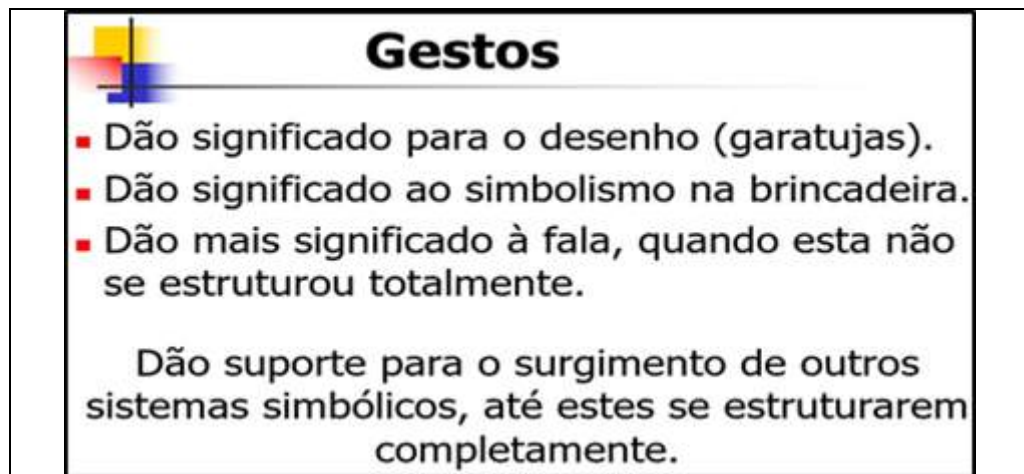 Gestos
Dão significado para o desenho (garatujas).
Dão significado ao simbolismo na brincadeira.
Dão mais significado à fala, quando esta não
se estruturou totalmente.
Dão suporte para o surgimento de outros
sistemas simbólicos, até estes se estruturarem
completamente.